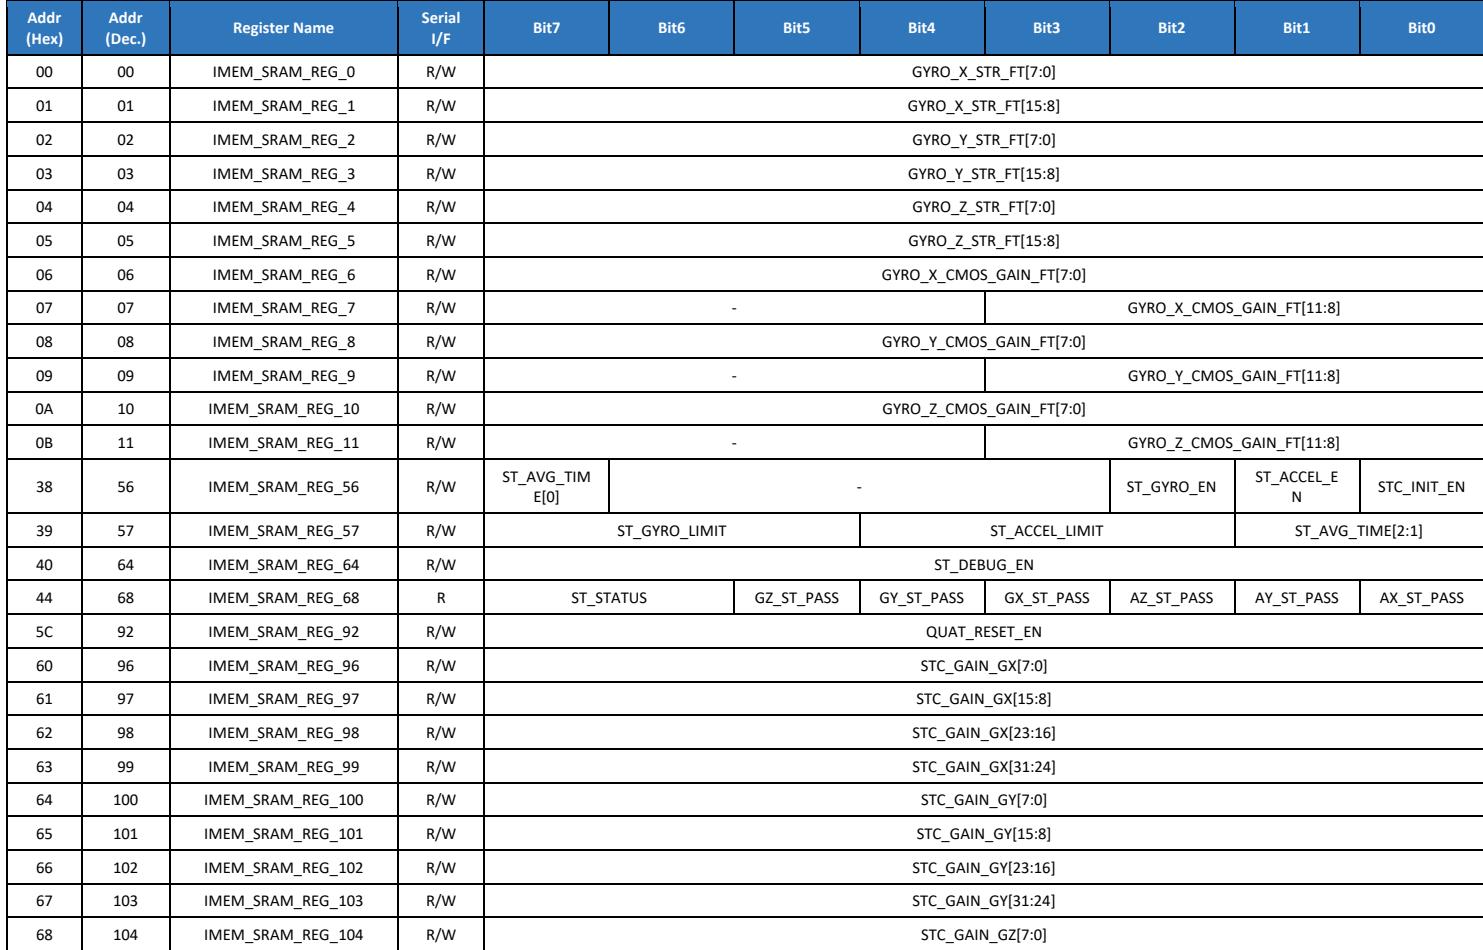 Addr (Hex) Addr (Dec.) Register Name Serial I/F Bit7 Bit6 Bit5 Bit4 Bit3 Bit2 Bit1 Bit0
00 00 IMEM_SRAM_REG_0 R/W GYRO_X_STR_FT[7:0]
01 01 IMEM_SRAM_REG_1 R/W GYRO_X_STR_FT[15:8]
02 02 IMEM_SRAM_REG_2 R/W GYRO_Y_STR_FT[7:0]
03 03 IMEM_SRAM_REG_3 R/W GYRO_Y_STR_FT[15:8]
04 04 IMEM_SRAM_REG_4 R/W GYRO_Z_STR_FT[7:0]
05 05 IMEM_SRAM_REG_5 R/W GYRO_Z_STR_FT[15:8]
06 06 IMEM_SRAM_REG_6 R/W GYRO_X_CMOS_GAIN_FT[7:0]
07 07 IMEM_SRAM_REG_7 R/W - GYRO_X_CMOS_GAIN_FT[11:8]
08 08 IMEM_SRAM_REG_8 R/W GYRO_Y_CMOS_GAIN_FT[7:0]
09 09 IMEM_SRAM_REG_9 R/W - GYRO_Y_CMOS_GAIN_FT[11:8]
0A 10 IMEM_SRAM_REG_10 R/W GYRO_Z_CMOS_GAIN_FT[7:0]
0B 11 IMEM_SRAM_REG_11 R/W - GYRO_Z_CMOS_GAIN_FT[11:8]
38 56 IMEM_SRAM_REG_56 R/W ST_AVG_TIME[0] - ST_GYRO_EN ST_ACCEL_EN STC_INIT_EN
39 57 IMEM_SRAM_REG_57 R/W ST_GYRO_LIMIT ST_ACCEL_LIMIT ST_AVG_TIME[2:1]
40 64 IMEM_SRAM_REG_64 R/W ST_DEBUG_EN
44 68 IMEM_SRAM_REG_68 R ST_STATUS GZ_ST_PASS GY_ST_PASS GX_ST_PASS AZ_ST_PASS AY_ST_PASS AX_ST_PASS
5C 92 IMEM_SRAM_REG_92 R/W QUAT_RESET_EN
60 96 IMEM_SRAM_REG_96 R/W STC_GAIN_GX[7:0]
61 97 IMEM_SRAM_REG_97 R/W STC_GAIN_GX[15:8]
62 98 IMEM_SRAM_REG_98 R/W STC_GAIN_GX[23:16]
63 99 IMEM_SRAM_REG_99 R/W STC_GAIN_GX[31:24]
64 100 IMEM_SRAM_REG_100 R/W STC_GAIN_GY[7:0]
65 101 IMEM_SRAM_REG_101 R/W STC_GAIN_GY[15:8]
66 102 IMEM_SRAM_REG_102 R/W STC_GAIN_GY[23:16]
67 103 IMEM_SRAM_REG_103 R/W STC_GAIN_GY[31:24]
68 104 IMEM_SRAM_REG_104 R/W STC_GAIN_GZ[7:0]